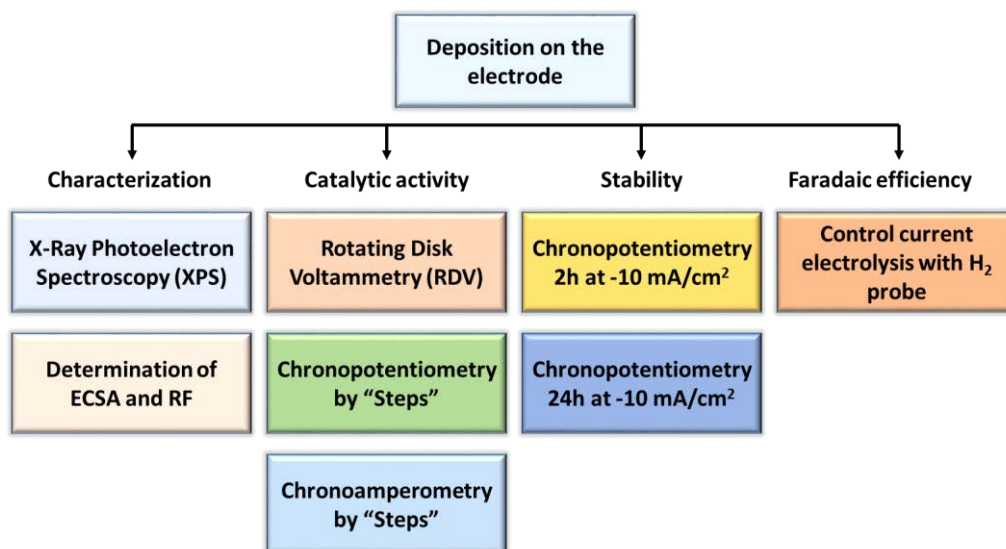 Deposition on the
electrode
Characterization
Catalytic activity
Stability
Faradaic efficiency
X-Ray Photoelectron
Spectroscopy (XPS)
Rotating Disk
Voltammetry (RDV)
Chronopotentiometry
2h at -10 mA/cm²
Control current
electrolysis with H₂
probe
Determination of
ECSA and RF
Chronopotentiometry
by “Steps”
Chronopotentiometry
24h at -10 mA/cm²
Chronoamperometry
by “Steps”